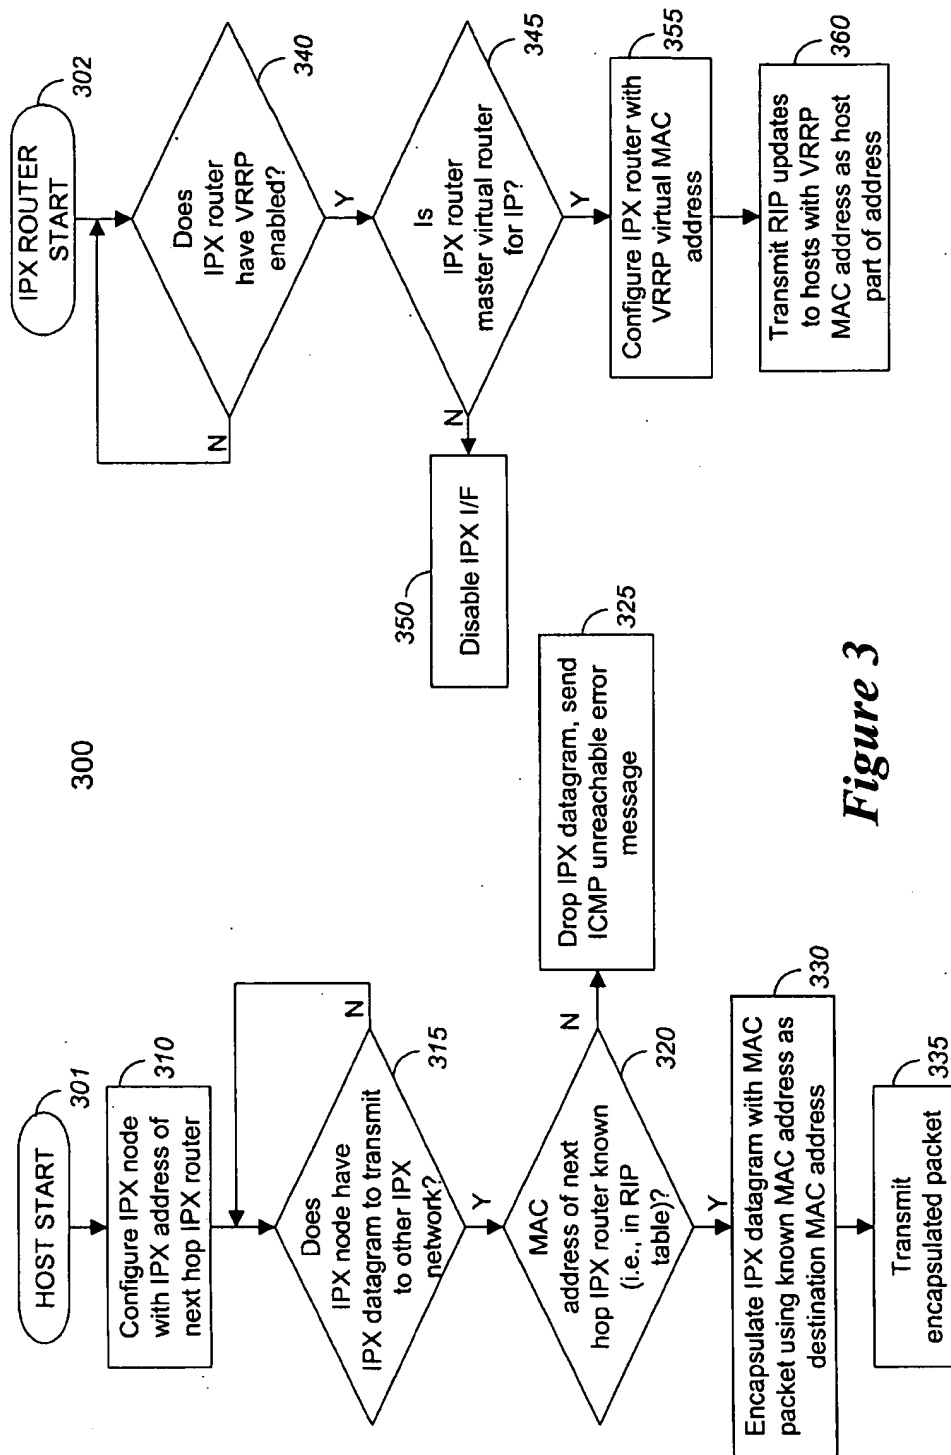 300
HOST START
301
Configure IPX node
with IPX address of
next hop IPX router
310
Does
IPX node have
IPX datagram to transmit
to other IPX
network?
315
N
Y
MAC
address of next
hop IPX router known
(i.e., in RIP
table)?
320
N
Drop IPX datagram, send
ICMP unreachable error
message
325
Y
Encapsulate IPX datagram with MAC
packet using known MAC address as
destination MAC address
330
Transmit
encapsulated packet
335
IPX ROUTER
START
302
Does
IPX router
have VRRP
enabled?
340
N
Y
Is
IPX router
master virtual router
for IP?
345
N
Disable IPX I/F
350
Y
Configure IPX router with
VRRP virtual MAC
address
355
Transmit RIP updates
to hosts with VRRP
MAC address as host
part of address
360
Figure 3